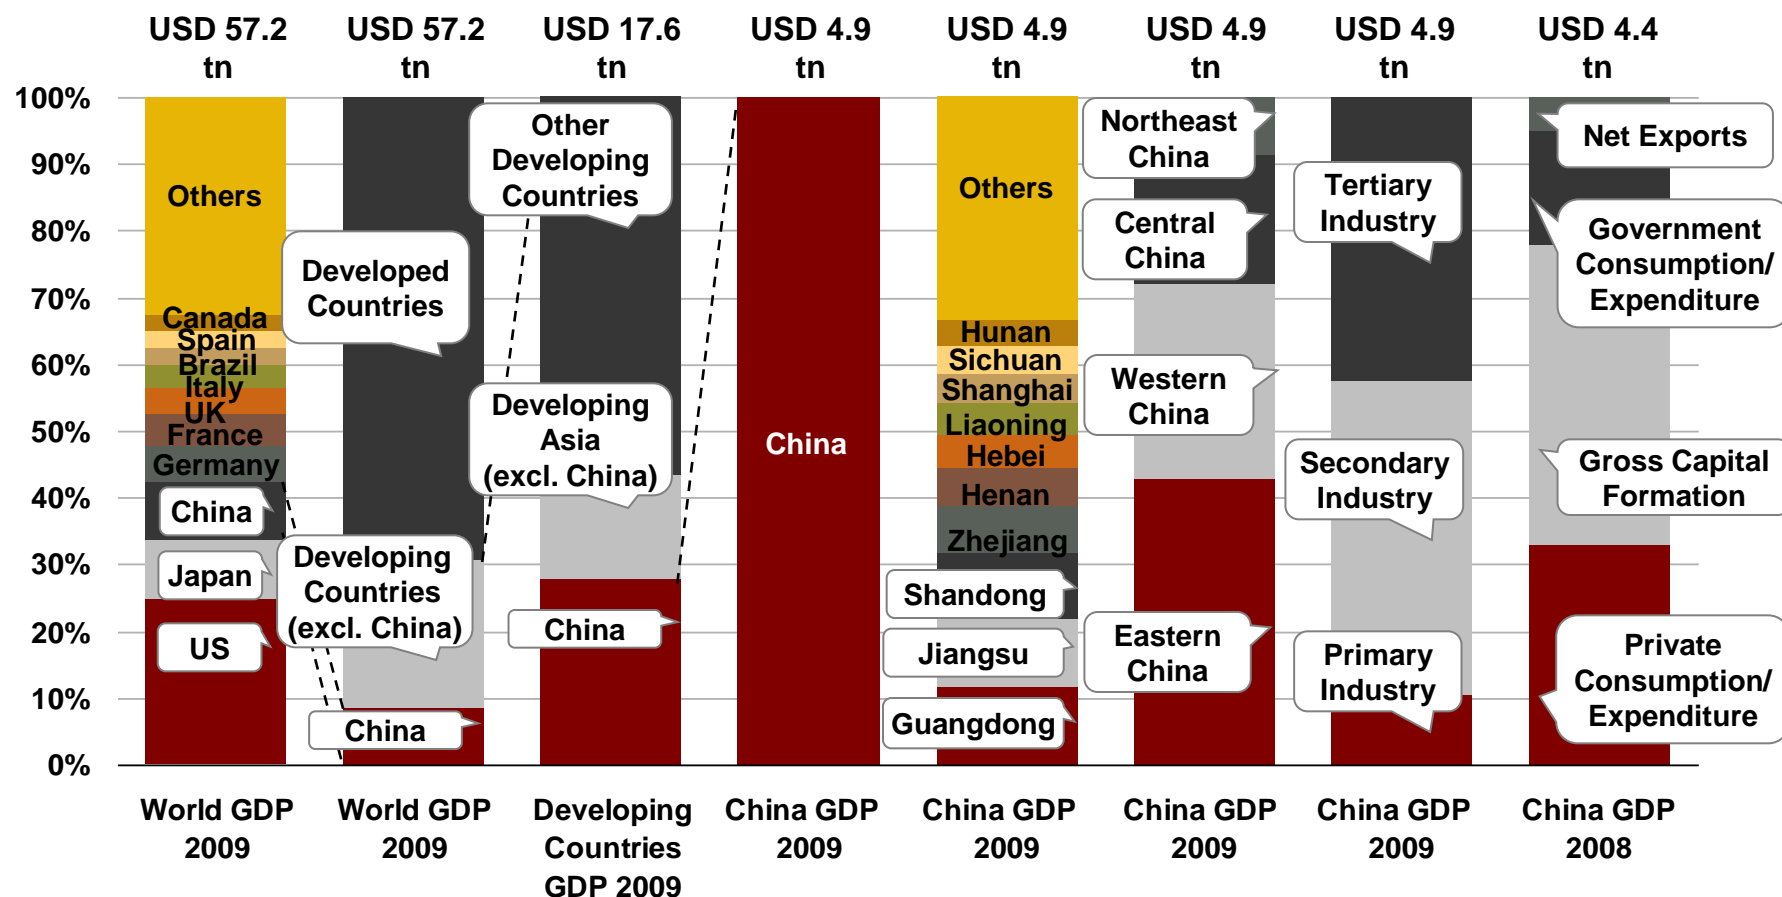 USD 57.2
tn
USD 57.2
tn
USD 17.6
tn
USD 4.9
tn
USD 4.9
tn
USD 4.9
tn
USD 4.9
tn
USD 4.4
tn
100%
90%
80%
70%
60%
50%
40%
30%
20%
10%
0%
Others
Canada
Spain
Brazil
Italy
UK
France
Germany
China
Japan
US
Developed
Countries
Developing
Countries
(excl. China)
China
Other
Developing
Countries
Developing
Asia
(excl. China)
China
China
Others
Hunan
Sichuan
Shanghai
Liaoning
Hebei
Henan
Zhejiang
Shandong
Jiangsu
Guangdong
Northeast
China
Central
China
Western
China
Eastern
China
Tertiary
Industry
Secondary
Industry
Primary
Industry
Net Exports
Government
Consumption/
Expenditure
Gross Capital
Formation
Private
Consumption/
Expenditure
World GDP
2009
World GDP
2009
Developing
Countries
GDP 2009
China GDP
2009
China GDP
2009
China GDP
2009
China GDP
2009
China GDP
2008